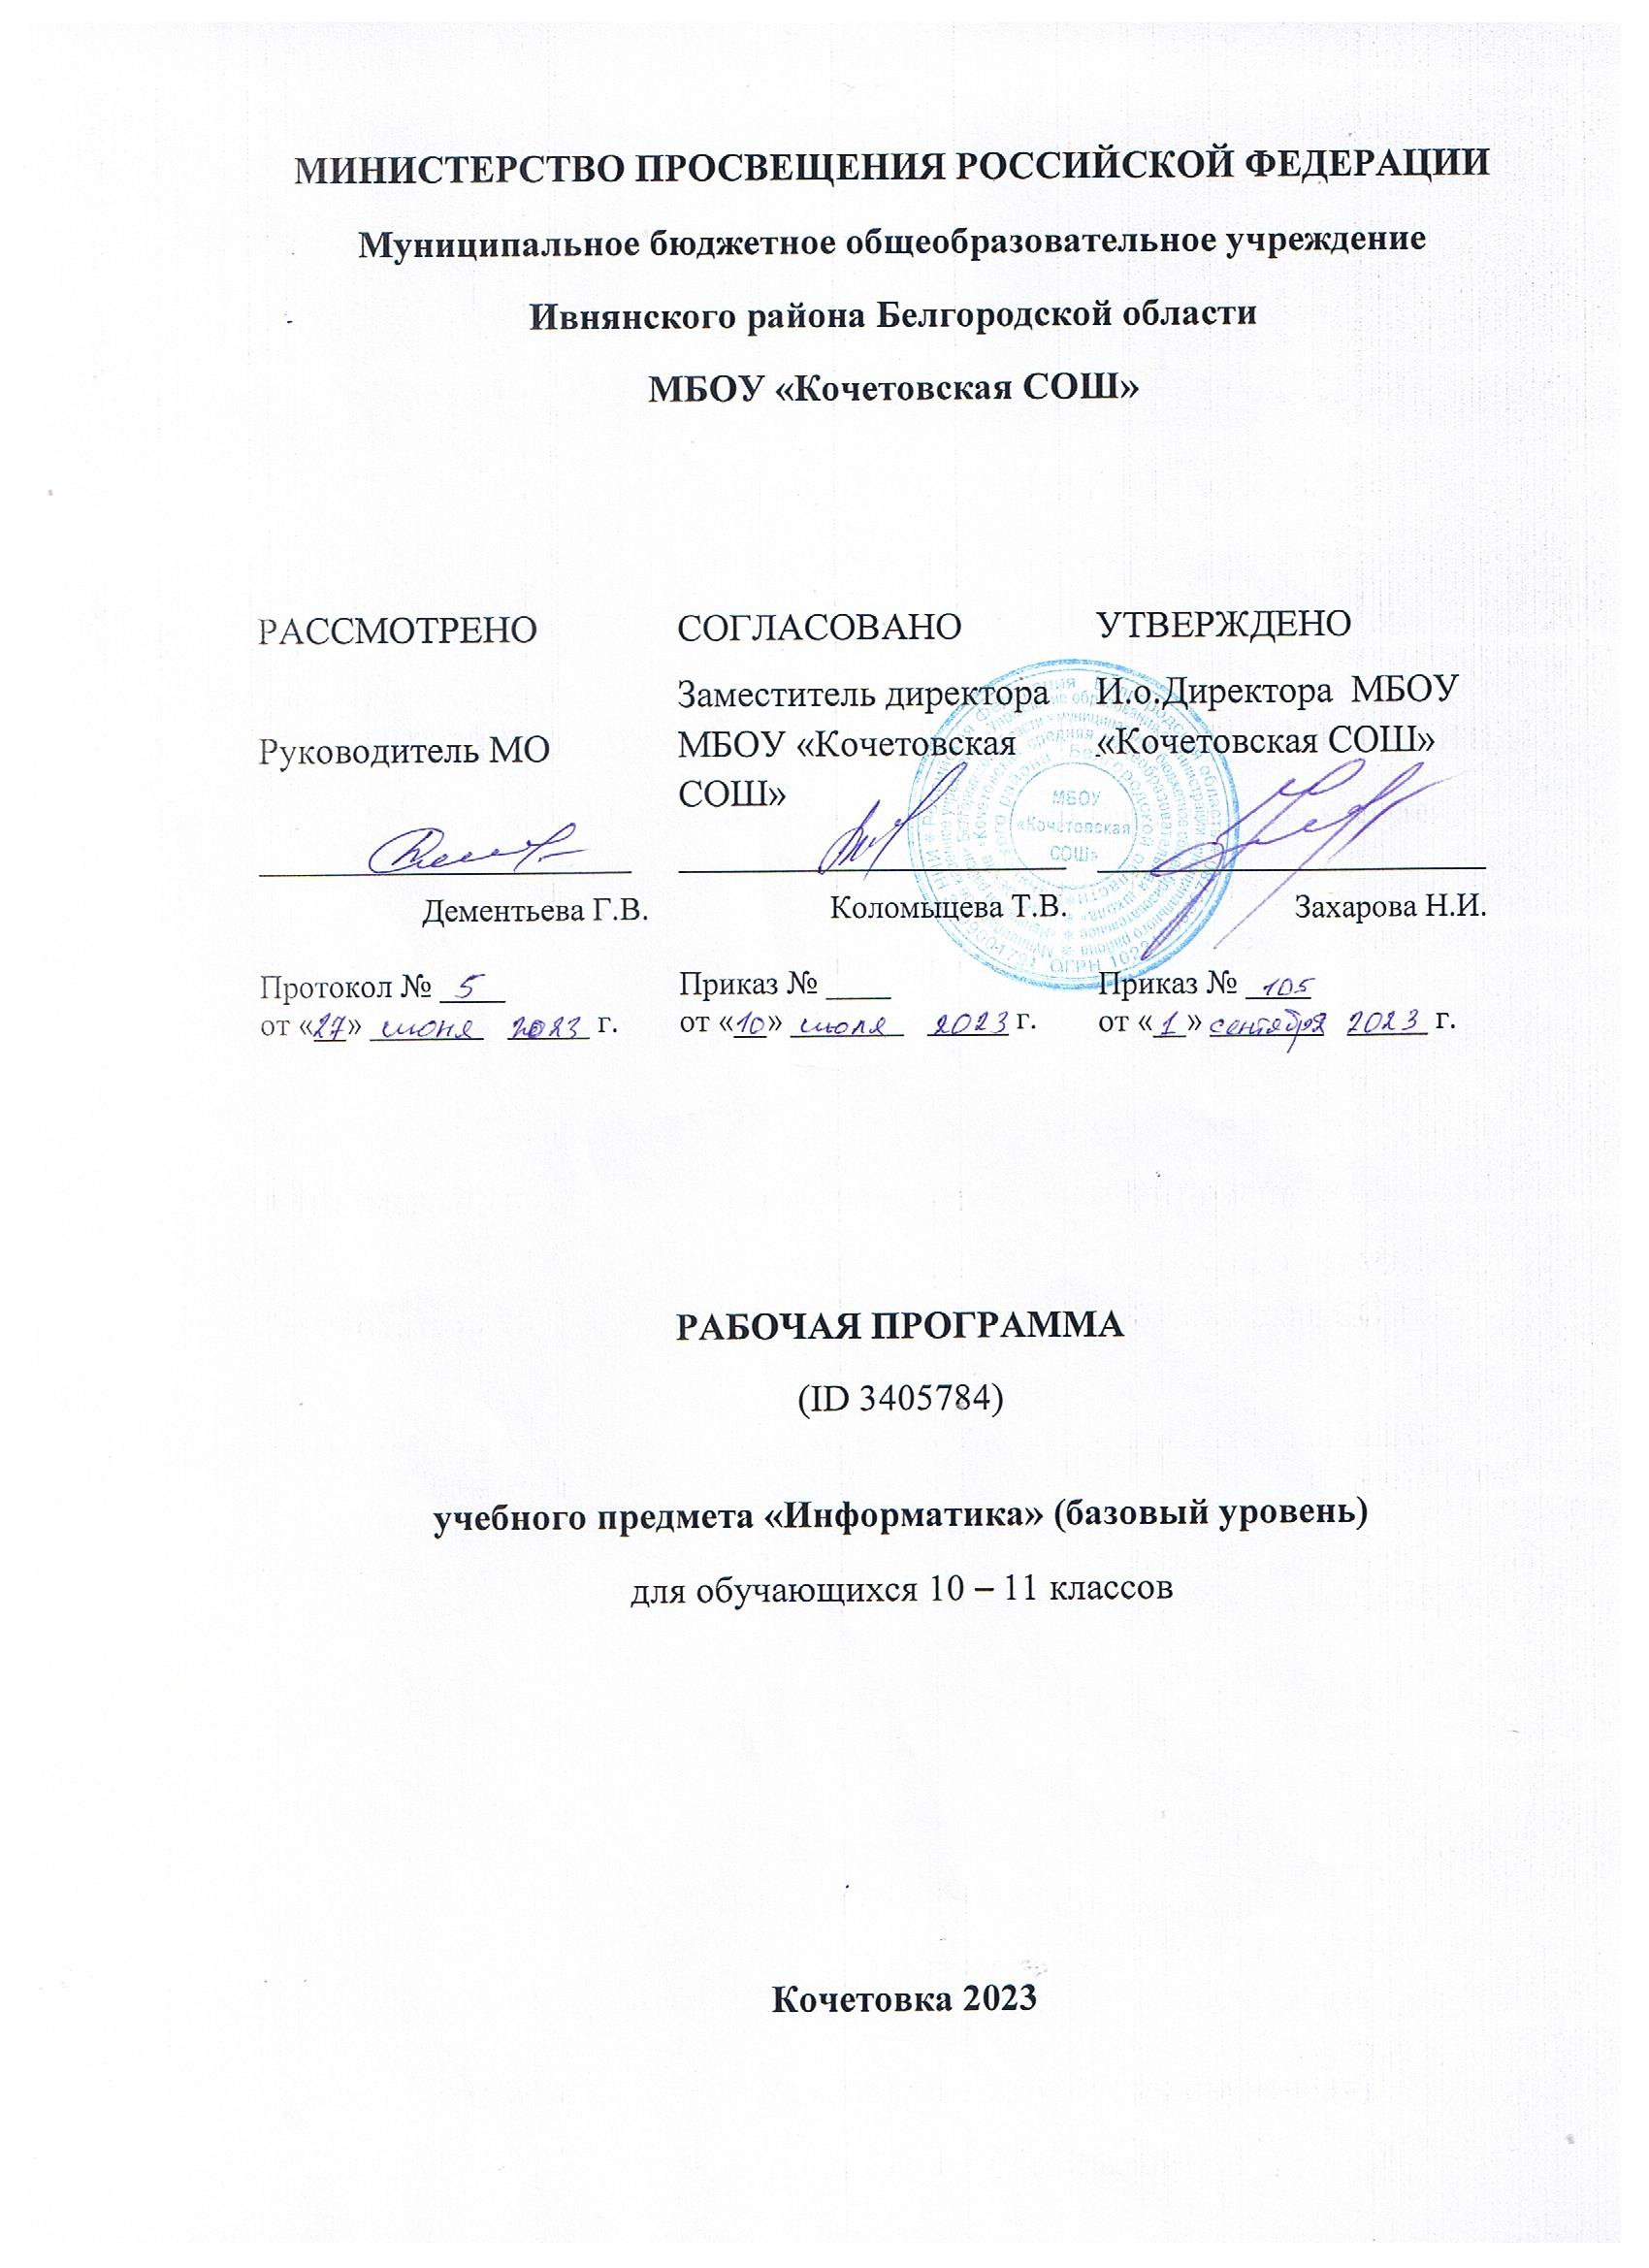 МИНИСТЕРСТВО ПРОСВЕЩЕНИЯ РОССИЙСКОЙ ФЕДЕРАЦИИ
Муниципальное бюджетное общеобразовательное учреждение
Ивнянского района Белгородской области
МБОУ «Кочетовская СОШ»
РАССМОТРЕНО
Руководитель МО
Дементьева Г.В.
Протокол № 5
от «27» июня 2023 г.
СОГЛАСОВАНО
Заместитель директора
МБОУ «Кочетовская
СОШ»
Коломыцева Т.В.
Приказ № ____
от «10» июля 2023 г.
УТВЕРЖДЕНО
И.о.Директора МБОУ
«Кочетовская СОШ»
Захарова Н.И.
Приказ № 105
от «1» сентября 2023 г.
МБОУ
«Кочетовская
СОШ»
РАБОЧАЯ ПРОГРАММА
(ID 3405784)
учебного предмета «Информатика» (базовый уровень)
для обучающихся 10 – 11 классов
Кочетовка 2023